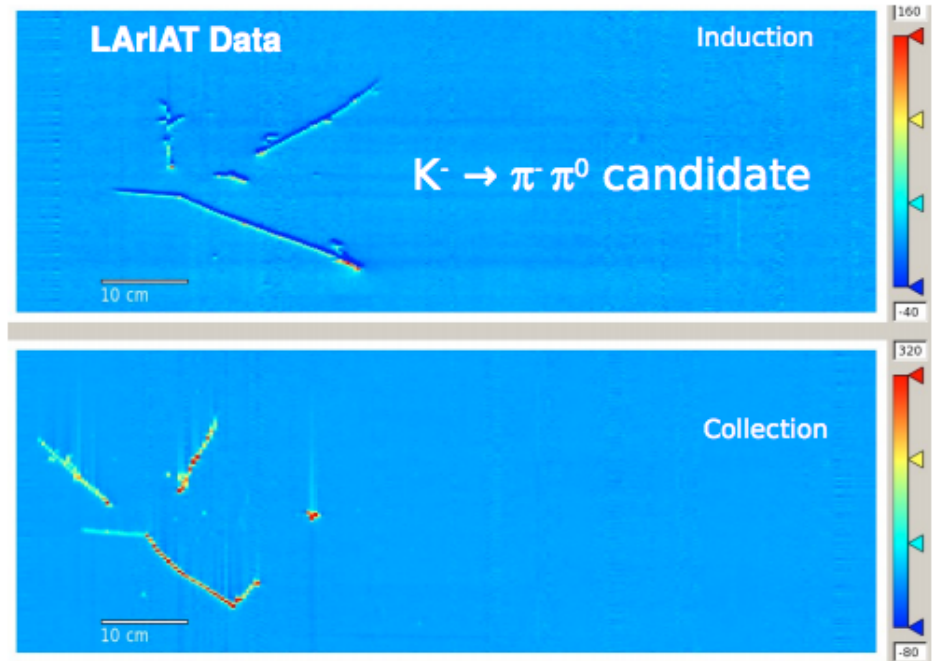 160
LArIAT Data
Induction
K⁻ → π⁻ π⁰ candidate
10 cm
-40
320
Collection
10 cm
-80